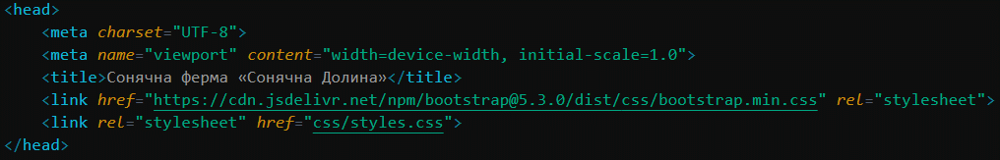 <head>
<meta charset="UTF-8">
<meta name="viewport" content="width=device-width, initial-scale=1.0">
<title>Сонячна ферма «Сонячна Долина»</title>
<link href="https://cdn.jsdelivr.net/npm/bootstrap@5.3.0/dist/css/bootstrap.min.css" rel="stylesheet">
<link rel="stylesheet" href="css/styles.css">
</head>